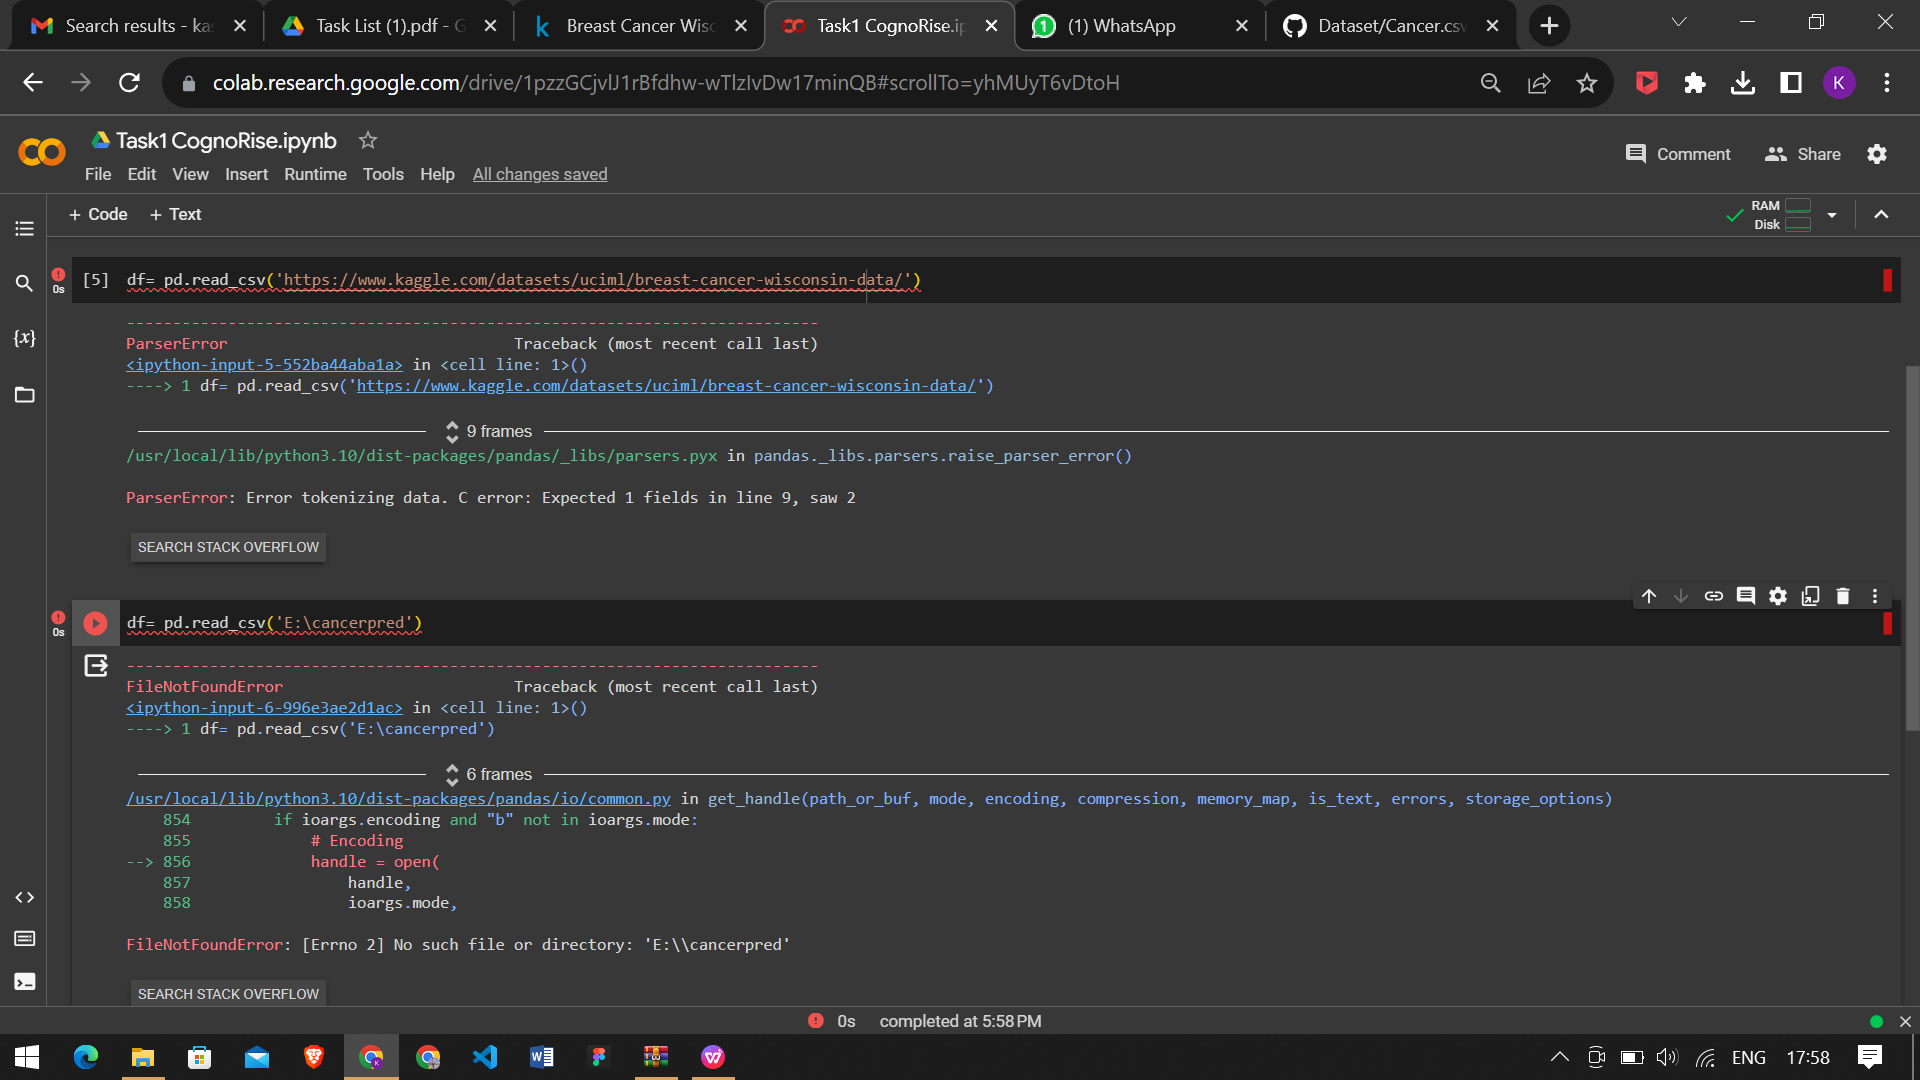 Search results - kas
Task List (1).pdf - G
Breast Cancer Wisc
Task1 CognoRise.ip
(1) WhatsApp
Dataset/Cancer.csv
colab.research.google.com/drive/1pzzGCjvlJ1rBfdhw-wTlzIvDw17minQB#scrollTo=yhMUyT6vDtoH
K
Task1 CognoRise.ipynb
File Edit View Insert Runtime Tools Help All changes saved
Comment
Share
+ Code + Text
RAM
Disk
0s
[5] df= pd.read_csv('https://www.kaggle.com/datasets/uciml/breast-cancer-wisconsin-data/')
---------------------------------------------------------------------------
ParserError                               Traceback (most recent call last)
<ipython-input-5-552ba44aba1a> in <cell line: 1>()
----> 1 df= pd.read_csv('https://www.kaggle.com/datasets/uciml/breast-cancer-wisconsin-data/')
9 frames
/usr/local/lib/python3.10/dist-packages/pandas/_libs/parsers.pyx in pandas._libs.parsers.raise_parser_error()
ParserError: Error tokenizing data. C error: Expected 1 fields in line 9, saw 2
SEARCH STACK OVERFLOW
0s
df= pd.read_csv('E:\cancerpred')
---------------------------------------------------------------------------
FileNotFoundError                         Traceback (most recent call last)
<ipython-input-6-996e3ae2d1ac> in <cell line: 1>()
----> 1 df= pd.read_csv('E:\cancerpred')
6 frames
/usr/local/lib/python3.10/dist-packages/pandas/io/common.py in get_handle(path_or_buf, mode, encoding, compression, memory_map, is_text, errors, storage_options)
854         if ioargs.encoding and "b" not in ioargs.mode:
855             # Encoding
--> 856             handle = open(
857                 handle,
858                 ioargs.mode,
FileNotFoundError: [Errno 2] No such file or directory: 'E:\\cancerpred'
SEARCH STACK OVERFLOW
0s completed at 5:58 PM
ENG 17:58